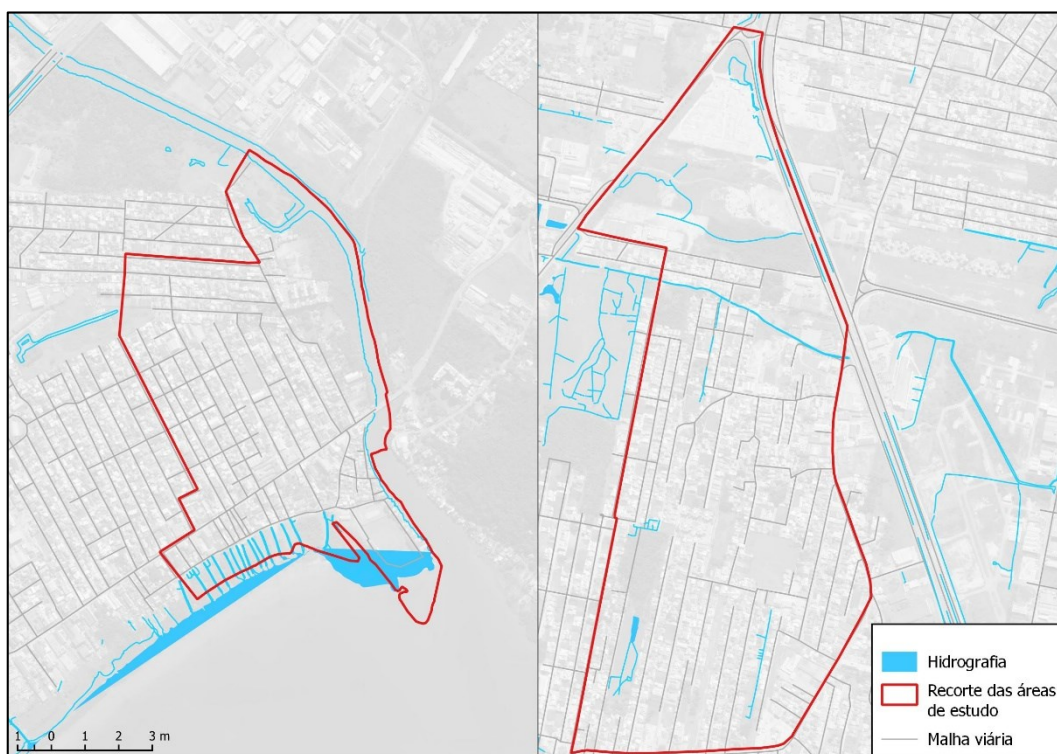 Hidrografia
Recorte das áreas
de estudo
Malha viária
1 0 1 2 3 m